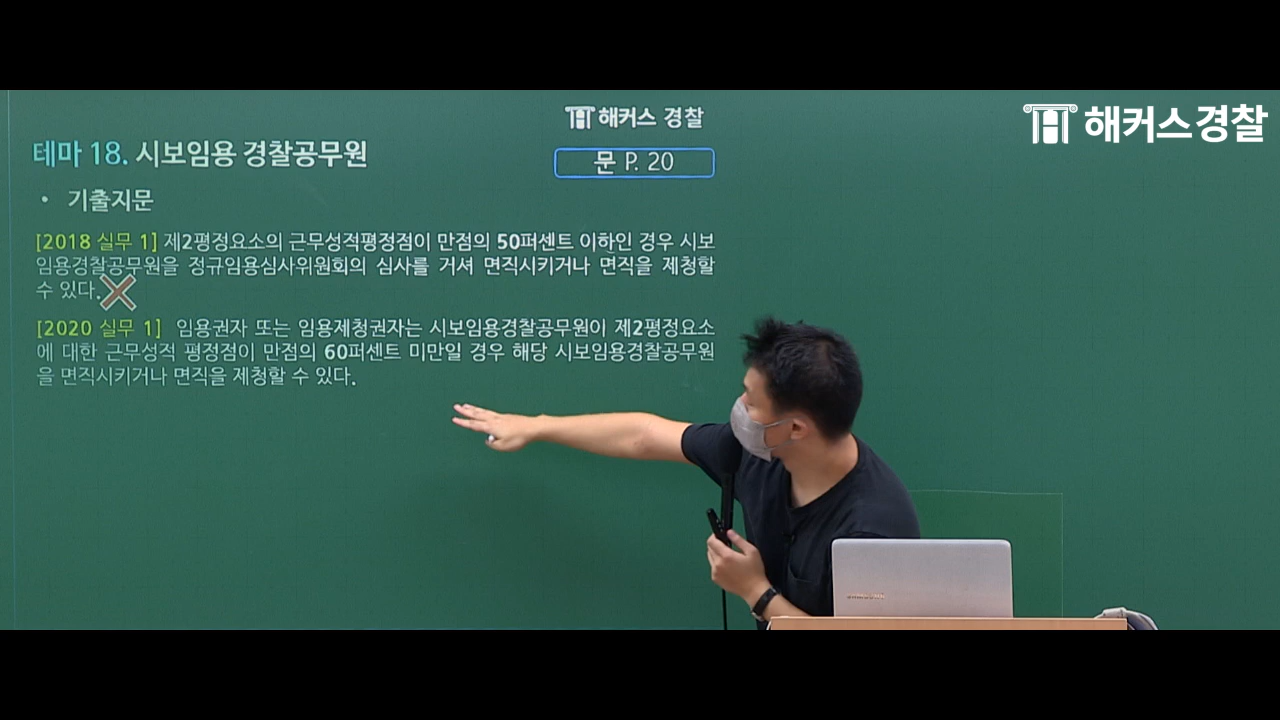 해커스 경찰
해커스경찰
테마 18. 시보임용 경찰공무원
문 P. 20
• 기출지문
[2018 실무 1] 제2평정요소의 근무성적평정점이 만점의 50퍼센트 이하인 경우 시보
임용경찰공무원을 정규임용심사위원회의 심사를 거셔 면직시키거나 면직을 제청할
수 있다.
[2020 실무 1] 임용권자 또는 임용제청권자는 시보임용경찰공무원이 제2평정요소
에 대한 근무성적 평정점이 만점의 60퍼센트 미만일 경우 해당 시보임용경찰공무원
을 면직시키거나 면직을 제청할 수 있다.